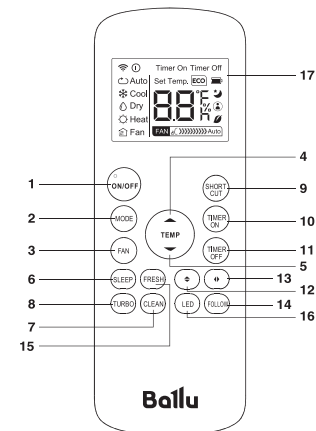 Timer On Timer Off
Auto Set Temp. ECO
Cool
Dry
Heat
Fan
88 °F % h
FAN Auto
17
4
1
ON/OFF
SHORT CUT
9
2
MODE
TEMP
TIMER ON
10
3
FAN
TIMER OFF
11
5
6
SLEEP
FRESH
13
12
8
TURBO
CLEAN
LED
FOLLOW
14
7
16
15
Ballu